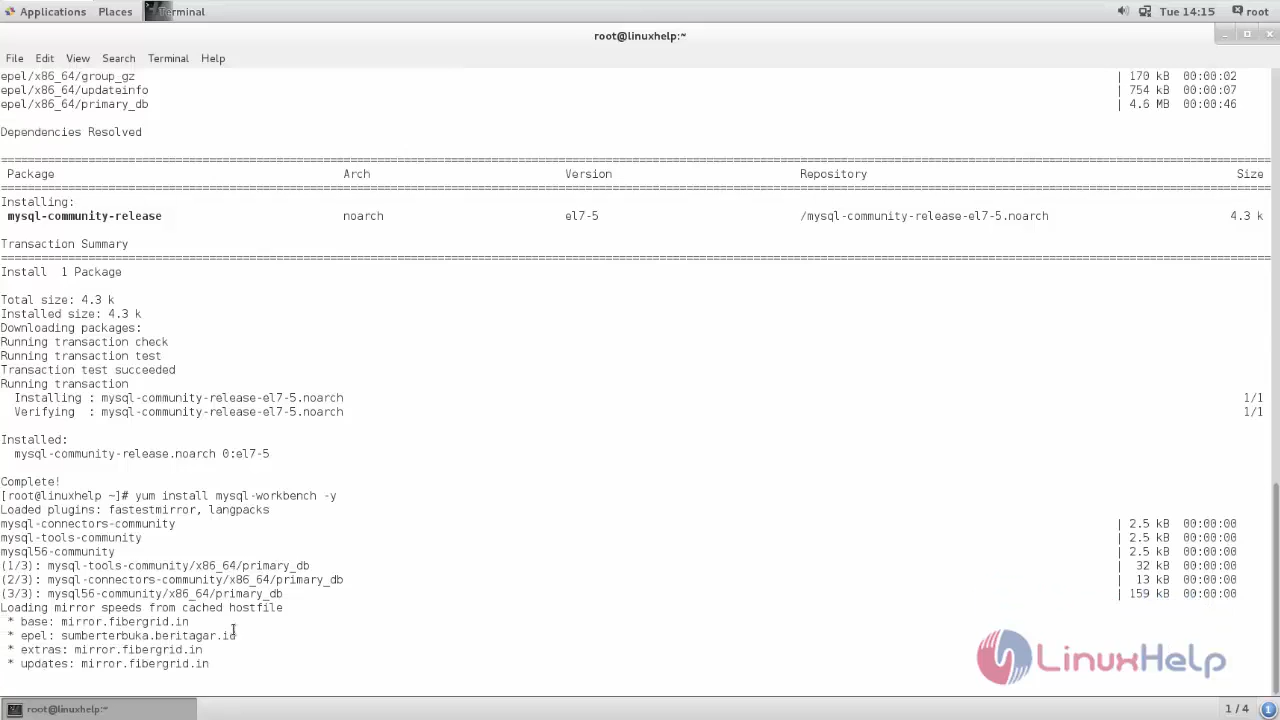 Applications Places Terminal Tue 14:15 root
root@linuxhelp:~
File Edit View Search Terminal Help
epel/x86_64/group_gz | 170 kB 00:00:02
epel/x86_64/updateinfo | 754 kB 00:00:07
epel/x86_64/primary_db | 4.6 MB 00:00:46
Dependencies Resolved
================================================================================
Package Arch Version Repository Size
================================================================================
Installing:
mysql-community-release noarch el7-5 /mysql-community-release-el7-5.noarch 4.3 k
Transaction Summary
================================================================================
Install 1 Package
Total size: 4.3 k
Installed size: 4.3 k
Downloading packages:
Running transaction check
Running transaction test
Transaction test succeeded
Running transaction
Installing : mysql-community-release-el7-5.noarch 1/1
Verifying : mysql-community-release-el7-5.noarch 1/1
Installed:
mysql-community-release.noarch 0:el7-5
Complete!
[root@linuxhelp ~]# yum install mysql-workbench -y
Loaded plugins: fastestmirror, langpacks
mysql-connectors-community | 2.5 kB 00:00:00
mysql-tools-community | 2.5 kB 00:00:00
mysql56-community | 2.5 kB 00:00:00
(1/3): mysql-tools-community/x86_64/primary_db | 32 kB 00:00:00
(2/3): mysql-connectors-community/x86_64/primary_db | 13 kB 00:00:00
(3/3): mysql56-community/x86_64/primary_db | 159 kB 00:00:00
Loading mirror speeds from cached hostfile
* base: mirror.fibergrid.in
* epel: sumberterbuka.beritagar.id
* extras: mirror.fibergrid.in
* updates: mirror.fibergrid.in
LinuxHelp
root@linuxhelp:~ 1 / 4 1